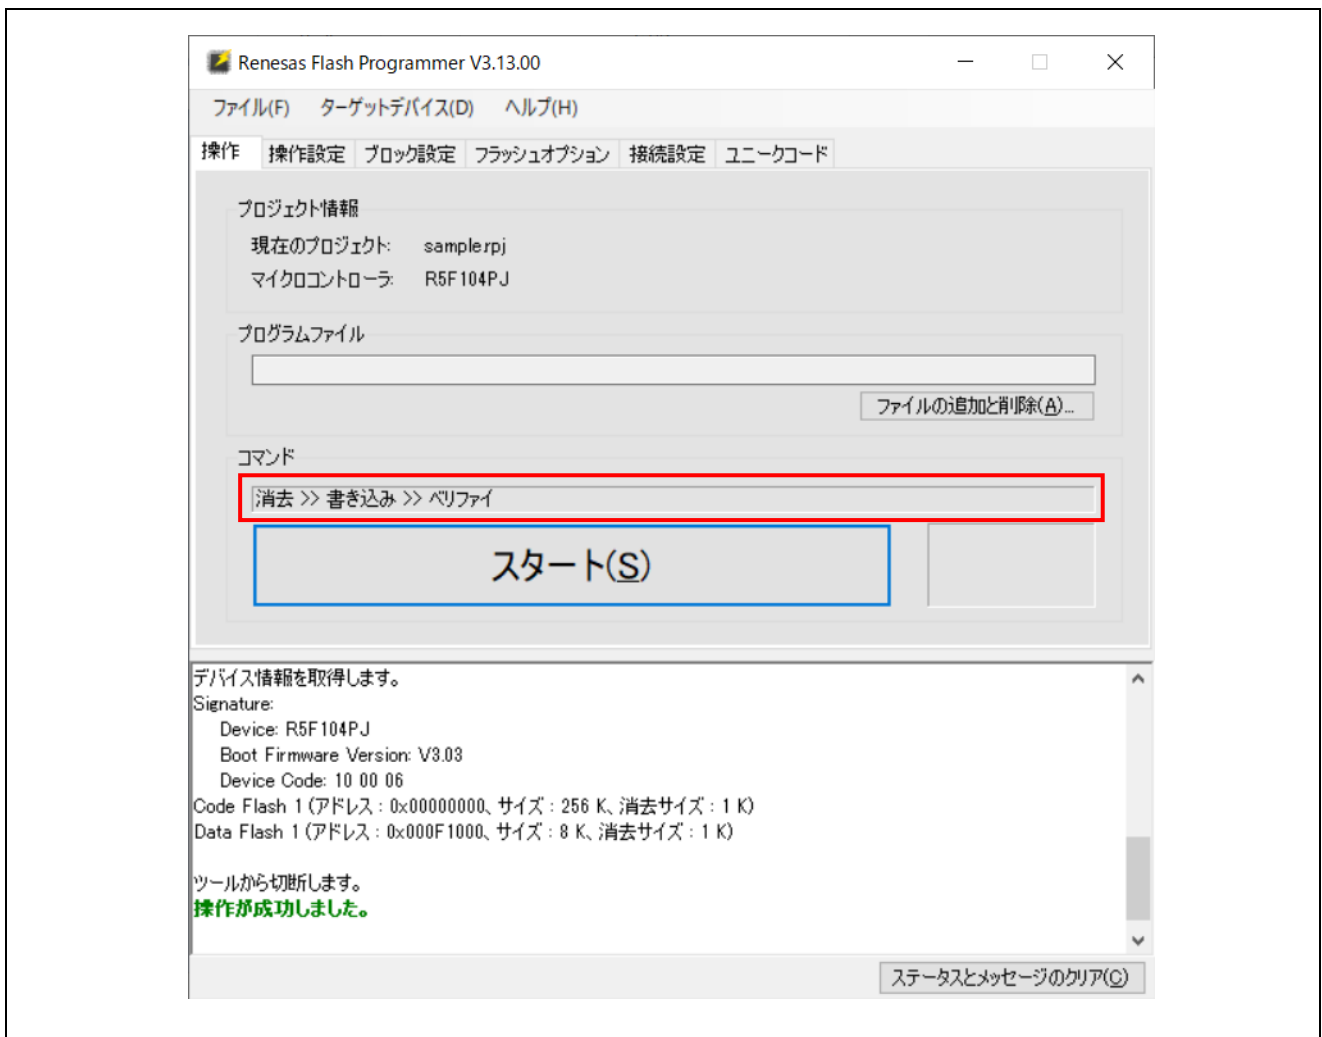 Renesas Flash Programmer V3.13.00
ファイル(F) ターゲットデバイス(D) ヘルプ(H)
操作 操作設定 ブロック設定 フラッシュオプション 接続設定 ユニークコード
プロジェクト情報
現在のプロジェクト: sample.rpj
マイクロコントローラ: R5F104PJ
プログラムファイル
ファイルの追加と削除(A)...
コマンド
消去 >> 書き込み >> ベリファイ
スタート(S)
デバイス情報を取得します。
Signature:
Device: R5F104PJ
Boot Firmware Version: V3.03
Device Code: 10 00 06
Code Flash 1 (アドレス : 0x00000000、サイズ : 256 K、消去サイズ : 1 K)
Data Flash 1 (アドレス : 0x000F1000、サイズ : 8 K、消去サイズ : 1 K)
ツールから切断します。
操作が成功しました。
ステータスとメッセージのクリア(C)